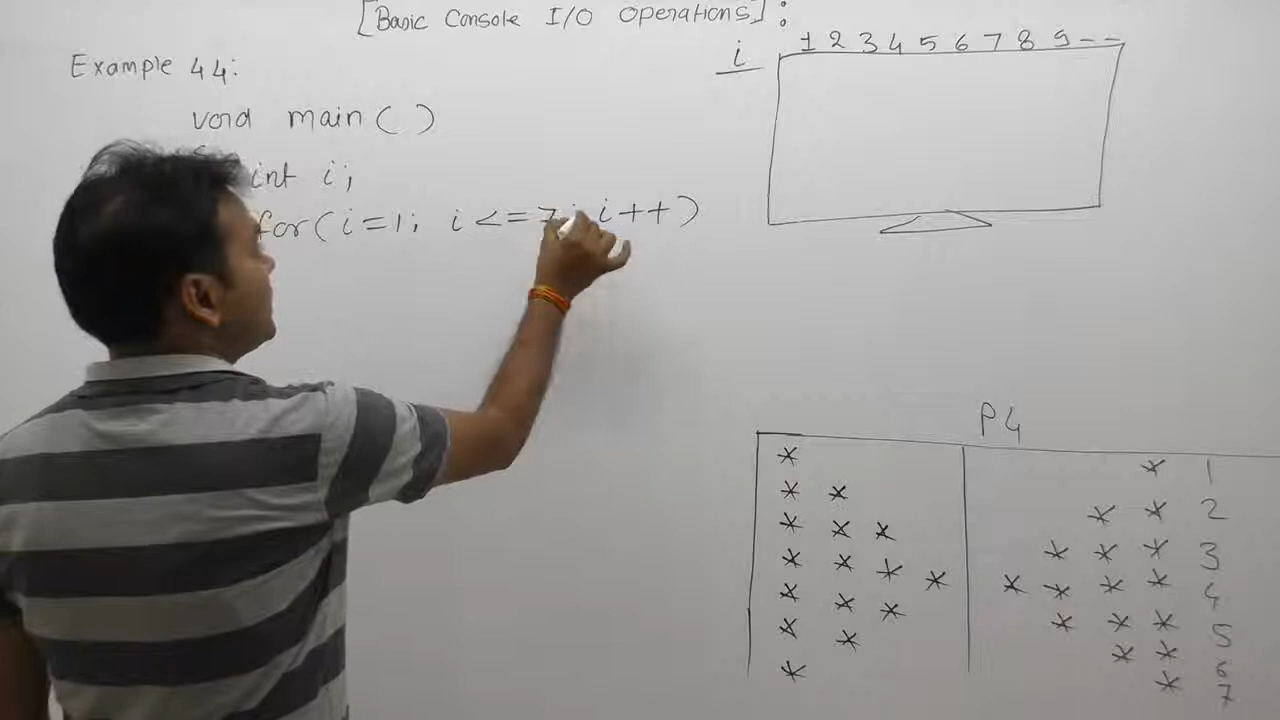 [Basic Console I/O Operations]:
Example 44:
void main( )
int i;
for(i=1; i<=7; i++)
i
1 2 3 4 5 6 7 8 9 - -
P4
*
* *
* * *
* * * *
* * *
* *
*
* 1
* * 2
* * * 3
* * * * 4
* * * 5
* * 6
* 7